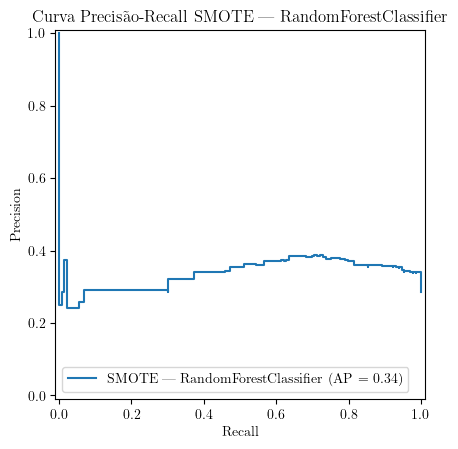 Curva Precisão-Recall SMOTE — RandomForestClassifier
1.0
0.8
0.6
0.4
0.2
0.0
Precision
SMOTE — RandomForestClassifier (AP = 0.34)
0.0 0.2 0.4 0.6 0.8 1.0
Recall